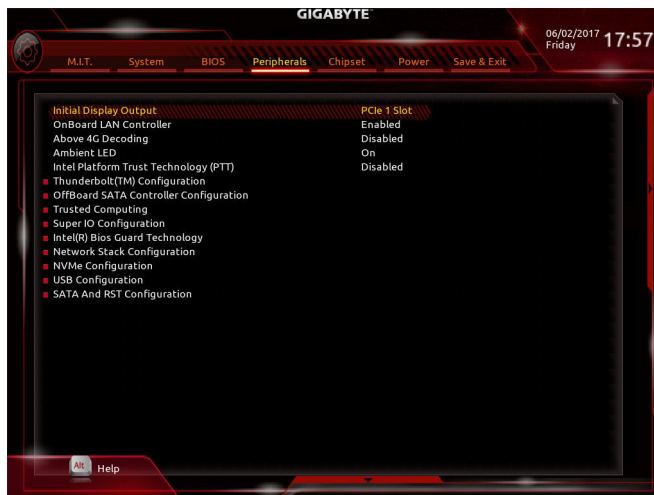 GIGABYTE™
06/02/2017
Friday
17:57
M.I.T. System BIOS Peripherals Chipset Power Save & Exit
Initial Display Output PCIe 1 Slot
OnBoard LAN Controller Enabled
Above 4G Decoding Disabled
Ambient LED On
Intel Platform Trust Technology (PTT) Disabled
Thunderbolt(TM) Configuration
OffBoard SATA Controller Configuration
Trusted Computing
Super IO Configuration
Intel(R) Bios Guard Technology
Network Stack Configuration
NVMe Configuration
USB Configuration
SATA And RST Configuration
Alt Help